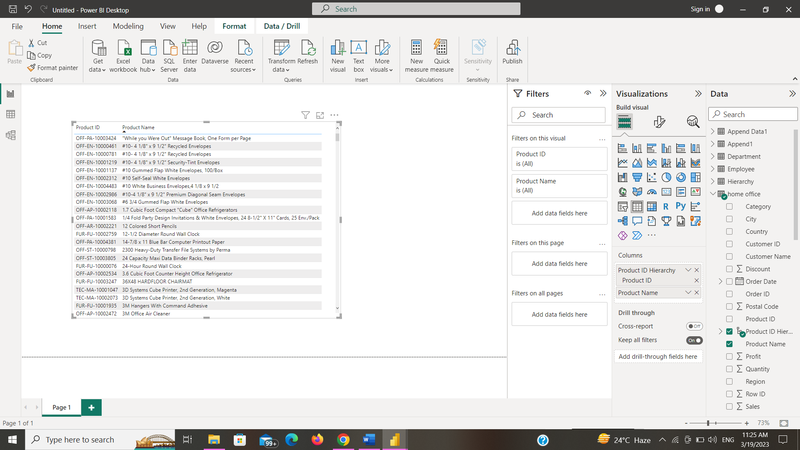 Untitled - Power BI Desktop
Search
Sign in
File
Home
Insert
Modeling
View
Help
Format
Data / Drill
Paste
Cut
Copy
Format painter
Get data
Excel workbook
Data hub
SQL Server
Enter data
Dataverse
Recent sources
Transform data
Refresh
New visual
Text box
More visuals
New measure
Quick measure
Sensitivity
Publish
Clipboard
Data
Queries
Insert
Calculations
Sensitivity
Share
Product ID Product Name
OFF-PA-10003424 "While you Were Out" Message Book, One Form per Page
OFF-EN-10000461 #10- 4 1/8" x 9 1/2" Recycled Envelopes
OFF-EN-10000781 #10- 4 1/8" x 9 1/2" Recycled Envelopes
OFF-EN-10001219 #10- 4 1/8" x 9 1/2" Security-Tint Envelopes
OFF-EN-10001137 #10 Gummed Flap White Envelopes, 100/Box
OFF-EN-10002312 #10 Self-Seal White Envelopes
OFF-EN-10004483 #10 White Business Envelopes,4 1/8 x 9 1/2
OFF-EN-10002986 #10-4 1/8" x 9 1/2" Premium Diagonal Seam Envelopes
OFF-EN-10003068 #6 3/4 Gummed Flap White Envelopes
OFF-AP-10002118 1.7 Cubic Foot Compact "Cube" Office Refrigerators
OFF-PA-10001583 1/4 Fold Party Design Invitations & White Envelopes, 24 8-1/2" X 11" Cards, 25 Env./Pack
OFF-AR-10002221 12 Colored Short Pencils
FUR-FU-10002759 12-1/2 Diameter Round Wall Clock
OFF-PA-10004381 14-7/8 x 11 Blue Bar Computer Printout Paper
OFF-ST-10000798 2300 Heavy-Duty Transfer File Systems by Perma
OFF-ST-10003805 24 Capacity Maxi Data Binder Racks, Pearl
FUR-FU-10000076 24-Hour Round Wall Clock
OFF-AP-10002534 3.6 Cubic Foot Counter Height Office Refrigerator
FUR-FU-10003247 36X48 HARDFLOOR CHAIRMAT
TEC-MA-10001047 3D Systems Cube Printer, 2nd Generation, Magenta
TEC-MA-10002073 3D Systems Cube Printer, 2nd Generation, White
FUR-FU-10001935 3M Hangers With Command Adhesive
OFF-AP-10002472 3M Office Air Cleaner
Filters
Search
Filters on this visual
Product ID
is (All)
Product Name
is (All)
Add data fields here
Filters on this page
Add data fields here
Filters on all pages
Add data fields here
Visualizations
Build visual
Columns
Product ID Hierarchy
Product ID
Product Name
Drill through
Cross-report
Off
Keep all filters
On
Add drill-through fields here
Data
Search
Append Data1
Append1
Department
Employee
Hierarchy
home office
Category
City
Country
Customer ID
Customer Name
Discount
Order Date
Order ID
Postal Code
Product ID
Product ID Hier...
Product Name
Profit
Quantity
Region
Row ID
Sales
Page 1
Page 1 of 1
73%
Type here to search
99+
24°C Haze
ENG
11:25 AM
3/19/2023